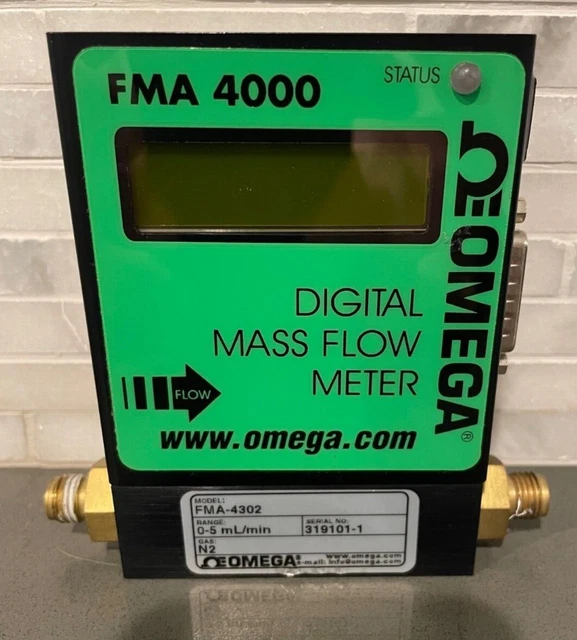 FMA 4000
STATUS
OMEGA®
DIGITAL
MASS FLOW
METER
FLOW
www.omega.com
MODEL:
FMA-4302
RANGE: SERIAL NO:
0-5 mL/min 319101-1
GAS:
N2
OMEGA® www.omega.com
e-mail: info@omega.com